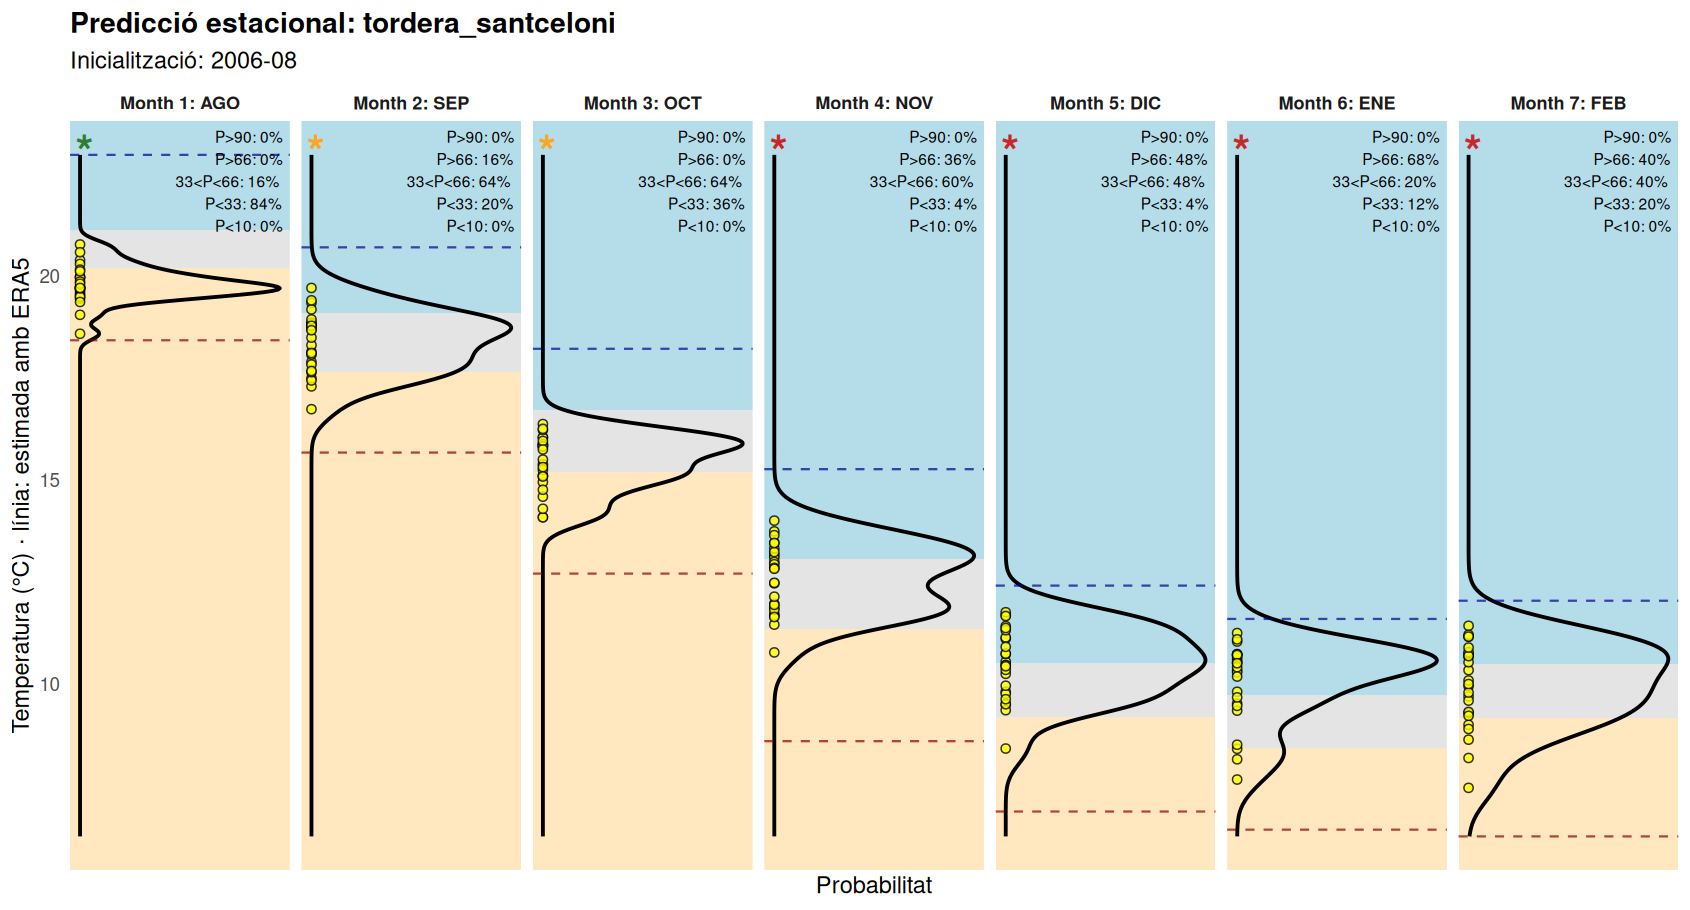 Predicció estacional: tordera_santceloni
Inicialització: 2006-08
Month 1: AGO
Month 2: SEP
Month 3: OCT
Month 4: NOV
Month 5: DIC
Month 6: ENE
Month 7: FEB
*
P>90: 0%
P>66: 0%
33<P<66: 16%
P<33: 84%
P<10: 0%
*
P>90: 0%
P>66: 16%
33<P<66: 64%
P<33: 20%
P<10: 0%
*
P>90: 0%
P>66: 0%
33<P<66: 64%
P<33: 36%
P<10: 0%
*
P>90: 0%
P>66: 36%
33<P<66: 60%
P<33: 4%
P<10: 0%
*
P>90: 0%
P>66: 48%
33<P<66: 48%
P<33: 4%
P<10: 0%
*
P>90: 0%
P>66: 68%
33<P<66: 20%
P<33: 12%
P<10: 0%
*
P>90: 0%
P>66: 40%
33<P<66: 40%
P<33: 20%
P<10: 0%
Temperatura (°C) · línia: estimada amb ERA5
20
15
10
Probabilitat